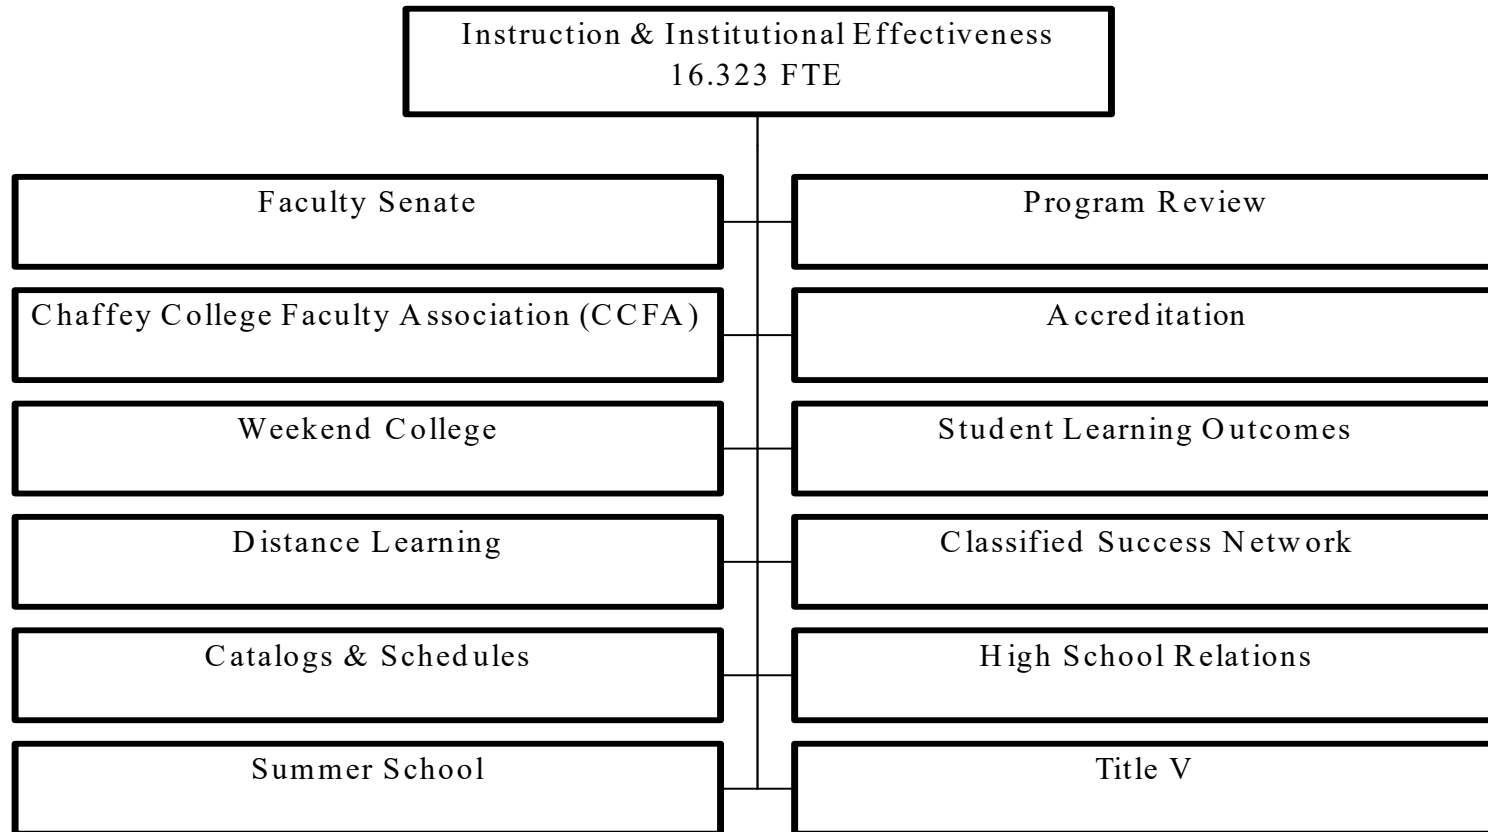 Instruction & Institutional Effectiveness
16.323 FTE
Faculty Senate
Program Review
Chaffey College Faculty Association (CCFA)
Accreditation
Weekend College
Student Learning Outcomes
Distance Learning
Classified Success Network
Catalogs & Schedules
High School Relations
Summer School
Title V